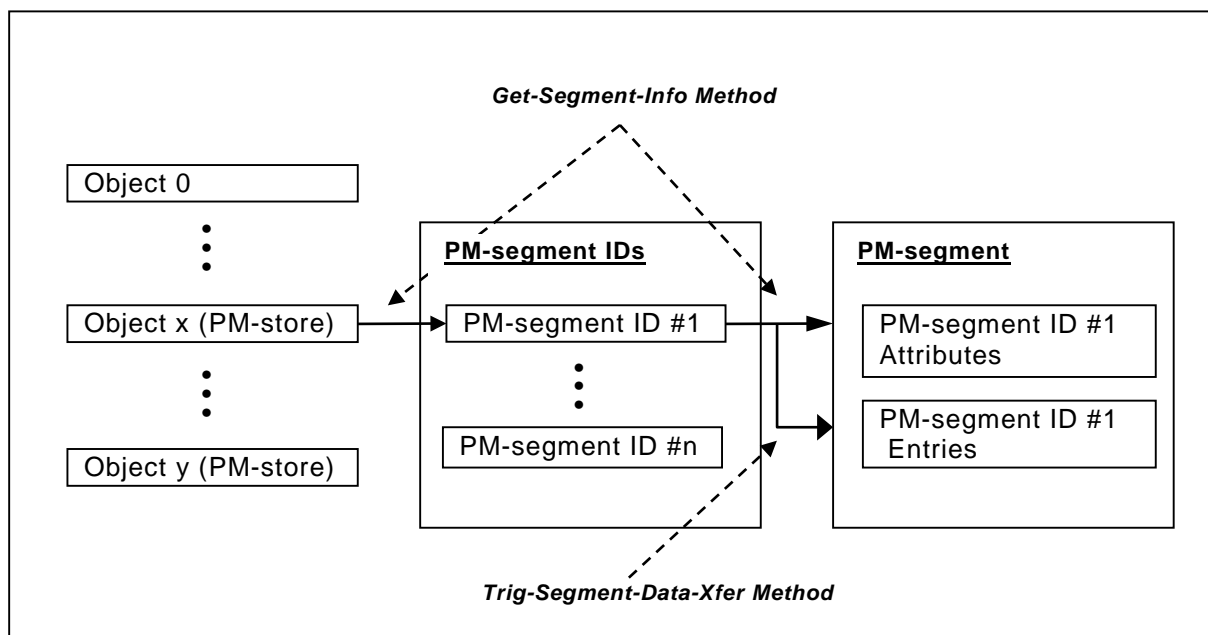 Get-Segment-Info Method
Object 0
Object x (PM-store)
Object y (PM-store)
PM-segment IDs
PM-segment ID #1
PM-segment ID #n
PM-segment
PM-segment ID #1
Attributes
PM-segment ID #1
Entries
Trig-Segment-Data-Xfer Method